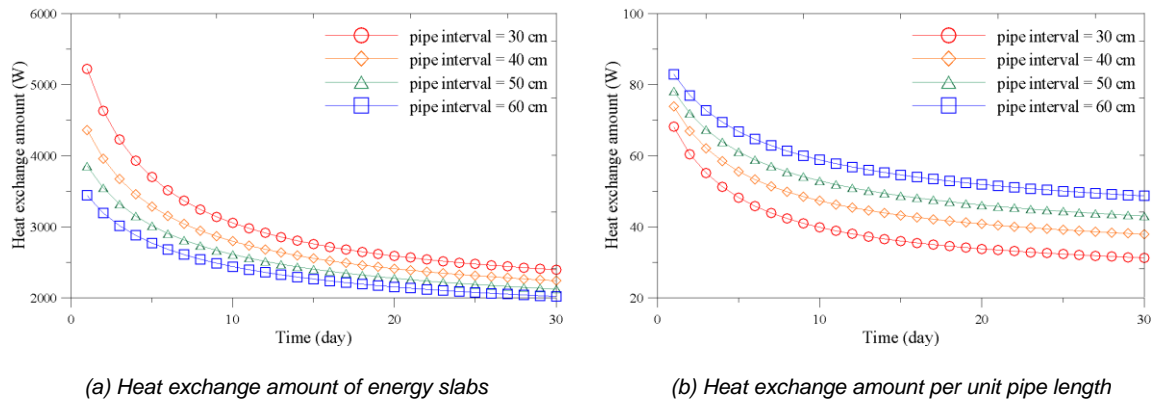 6000
5000
4000
3000
2000
0
10
20
30
Heat exchange amount (W)
Time (day)
pipe interval = 30 cm
pipe interval = 40 cm
pipe interval = 50 cm
pipe interval = 60 cm
(a) Heat exchange amount of energy slabs
100
80
60
40
20
0
10
20
30
Heat exchange amount (W)
Time (day)
pipe interval = 30 cm
pipe interval = 40 cm
pipe interval = 50 cm
pipe interval = 60 cm
(b) Heat exchange amount per unit pipe length